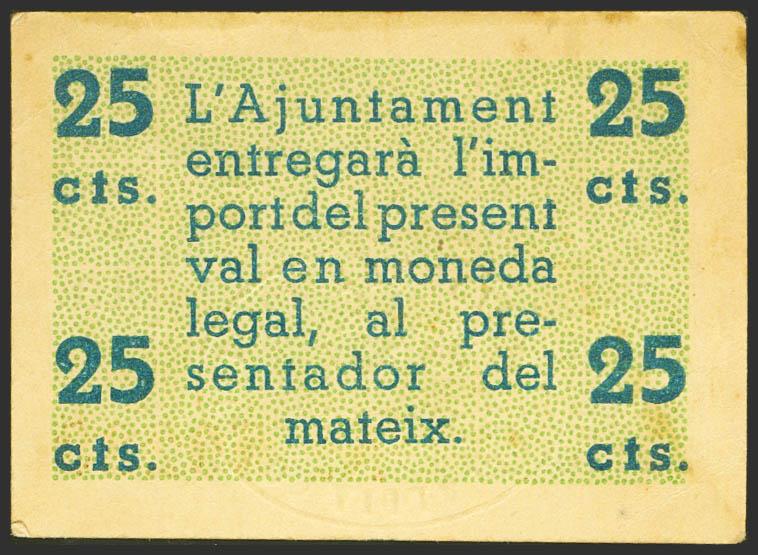 25 cts.
25 cts.
L'Ajuntament
entregarà l'im-
port del present
val en moneda
legal, al pre-
sentador del
mateix.
25 cts.
25 cts.